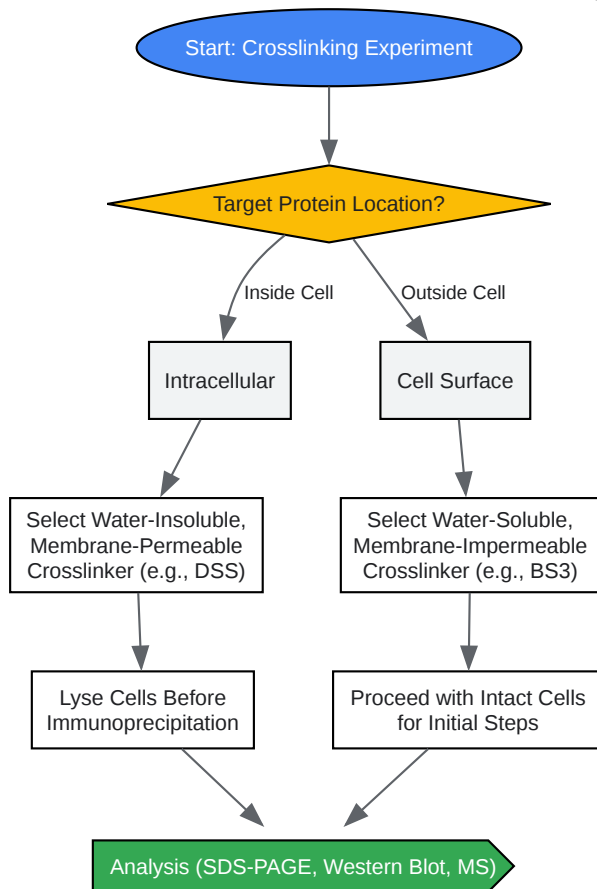 Start: Crosslinking Experiment
Target Protein Location?
Inside Cell
Outside Cell
Intracellular
Cell Surface
Select Water-Insoluble,
Membrane-Permeable
Crosslinker (e.g., DSS)
Select Water-Soluble,
Membrane-Impermeable
Crosslinker (e.g., BS3)
Lyse Cells Before
Immunoprecipitation
Proceed with Intact Cells
for Initial Steps
Analysis (SDS-PAGE, Western Blot, MS)